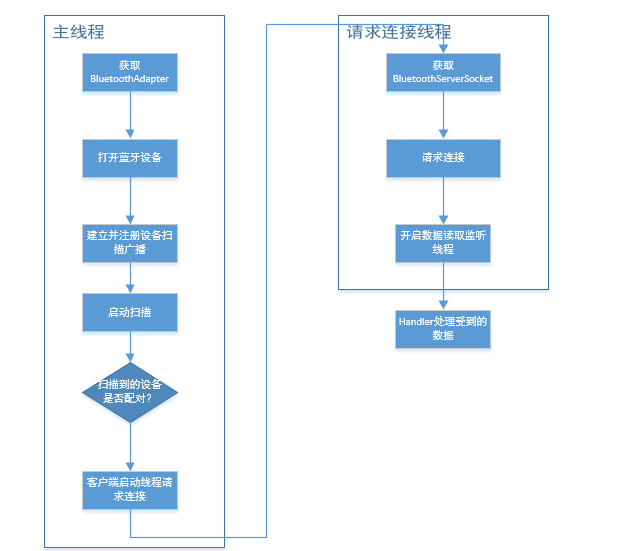 主线程
获取
BluetoothAdapter
打开蓝牙设备
建立并注册设备扫
描广播
启动扫描
扫描到的设备
是否配对?
客户端启动线程请
求连接
请求连接线程
获取
BluetoothServerSocket
请求连接
开启数据读取监听
线程
Handler处理受到的
数据